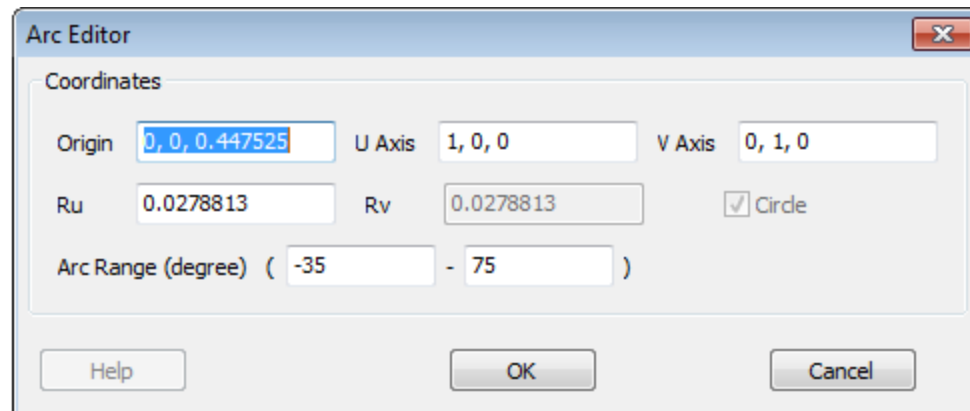 Arc Editor
Coordinates
Origin 0, 0, 0.447525 U Axis 1, 0, 0 V Axis 0, 1, 0
Ru 0.0278813 Rv 0.0278813 Circle
Arc Range (degree) ( -35 - 75 )
Help OK Cancel